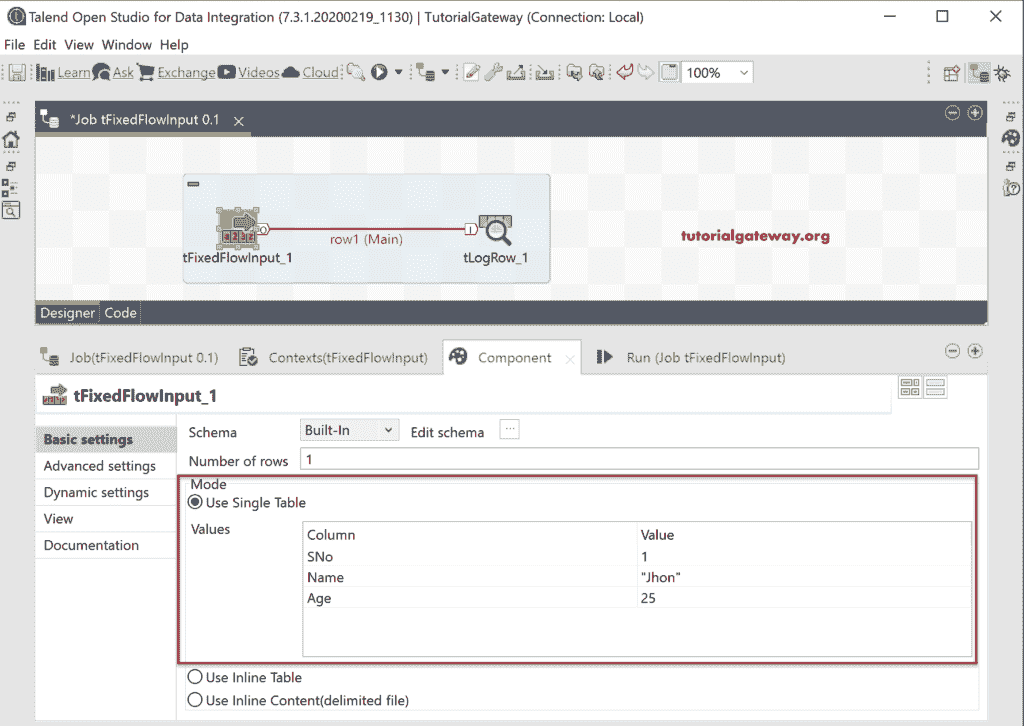 Talend Open Studio for Data Integration (7.3.1.20200219_1130) | TutorialGateway (Connection: Local)
File Edit View Window Help
Learn Ask Exchange Videos Cloud 100%
*Job tFixedFlowInput 0.1
row1 (Main)
tFixedFlowInput_1 tLogRow_1
tutorialgateway.org
Designer Code
Job(tFixedFlowInput 0.1) Contexts(tFixedFlowInput) Component Run (Job tFixedFlowInput)
tFixedFlowInput_1
Basic settings
Advanced settings
Dynamic settings
View
Documentation
Schema Built-In Edit schema ...
Number of rows 1
Mode
Use Single Table
Values
Column Value
SNo 1
Name "Jhon"
Age 25
Use Inline Table
Use Inline Content(delimited file)